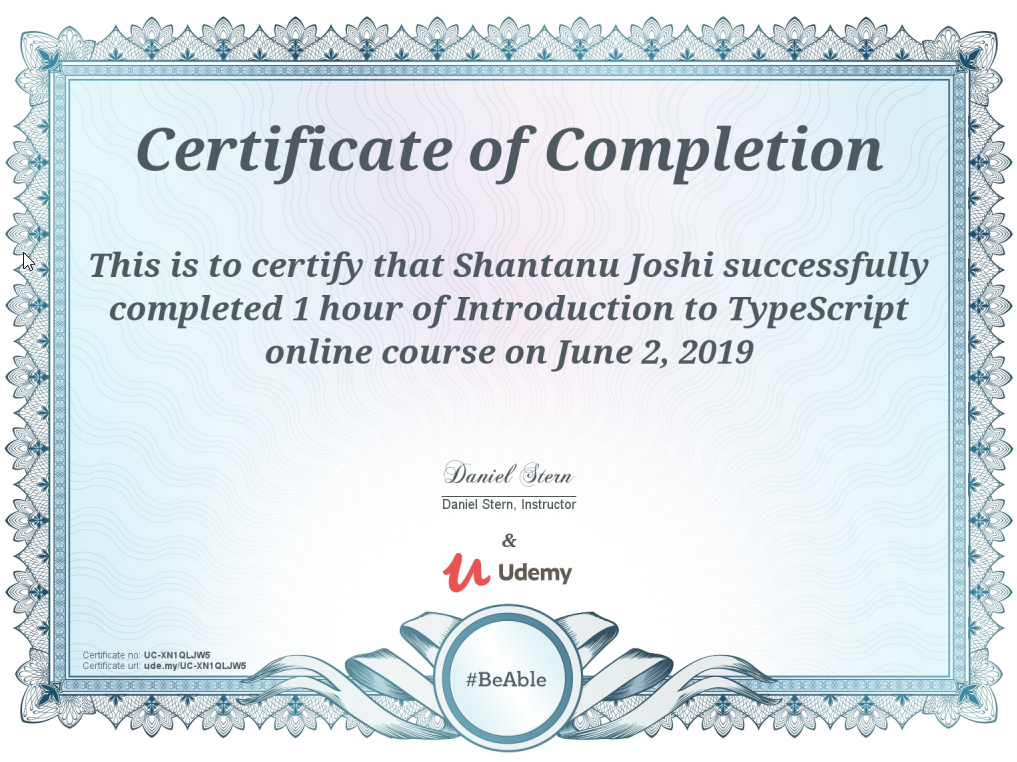 Certificate of Completion
This is to certify that Shantanu Joshi successfully
completed 1 hour of Introduction to TypeScript
online course on June 2, 2019
Daniel Stern
Daniel Stern, Instructor
&
Udemy
#BeAble
Certificate no: UC-XN1QLJW5
Certificate url: ude.my/UC-XN1QLJW5